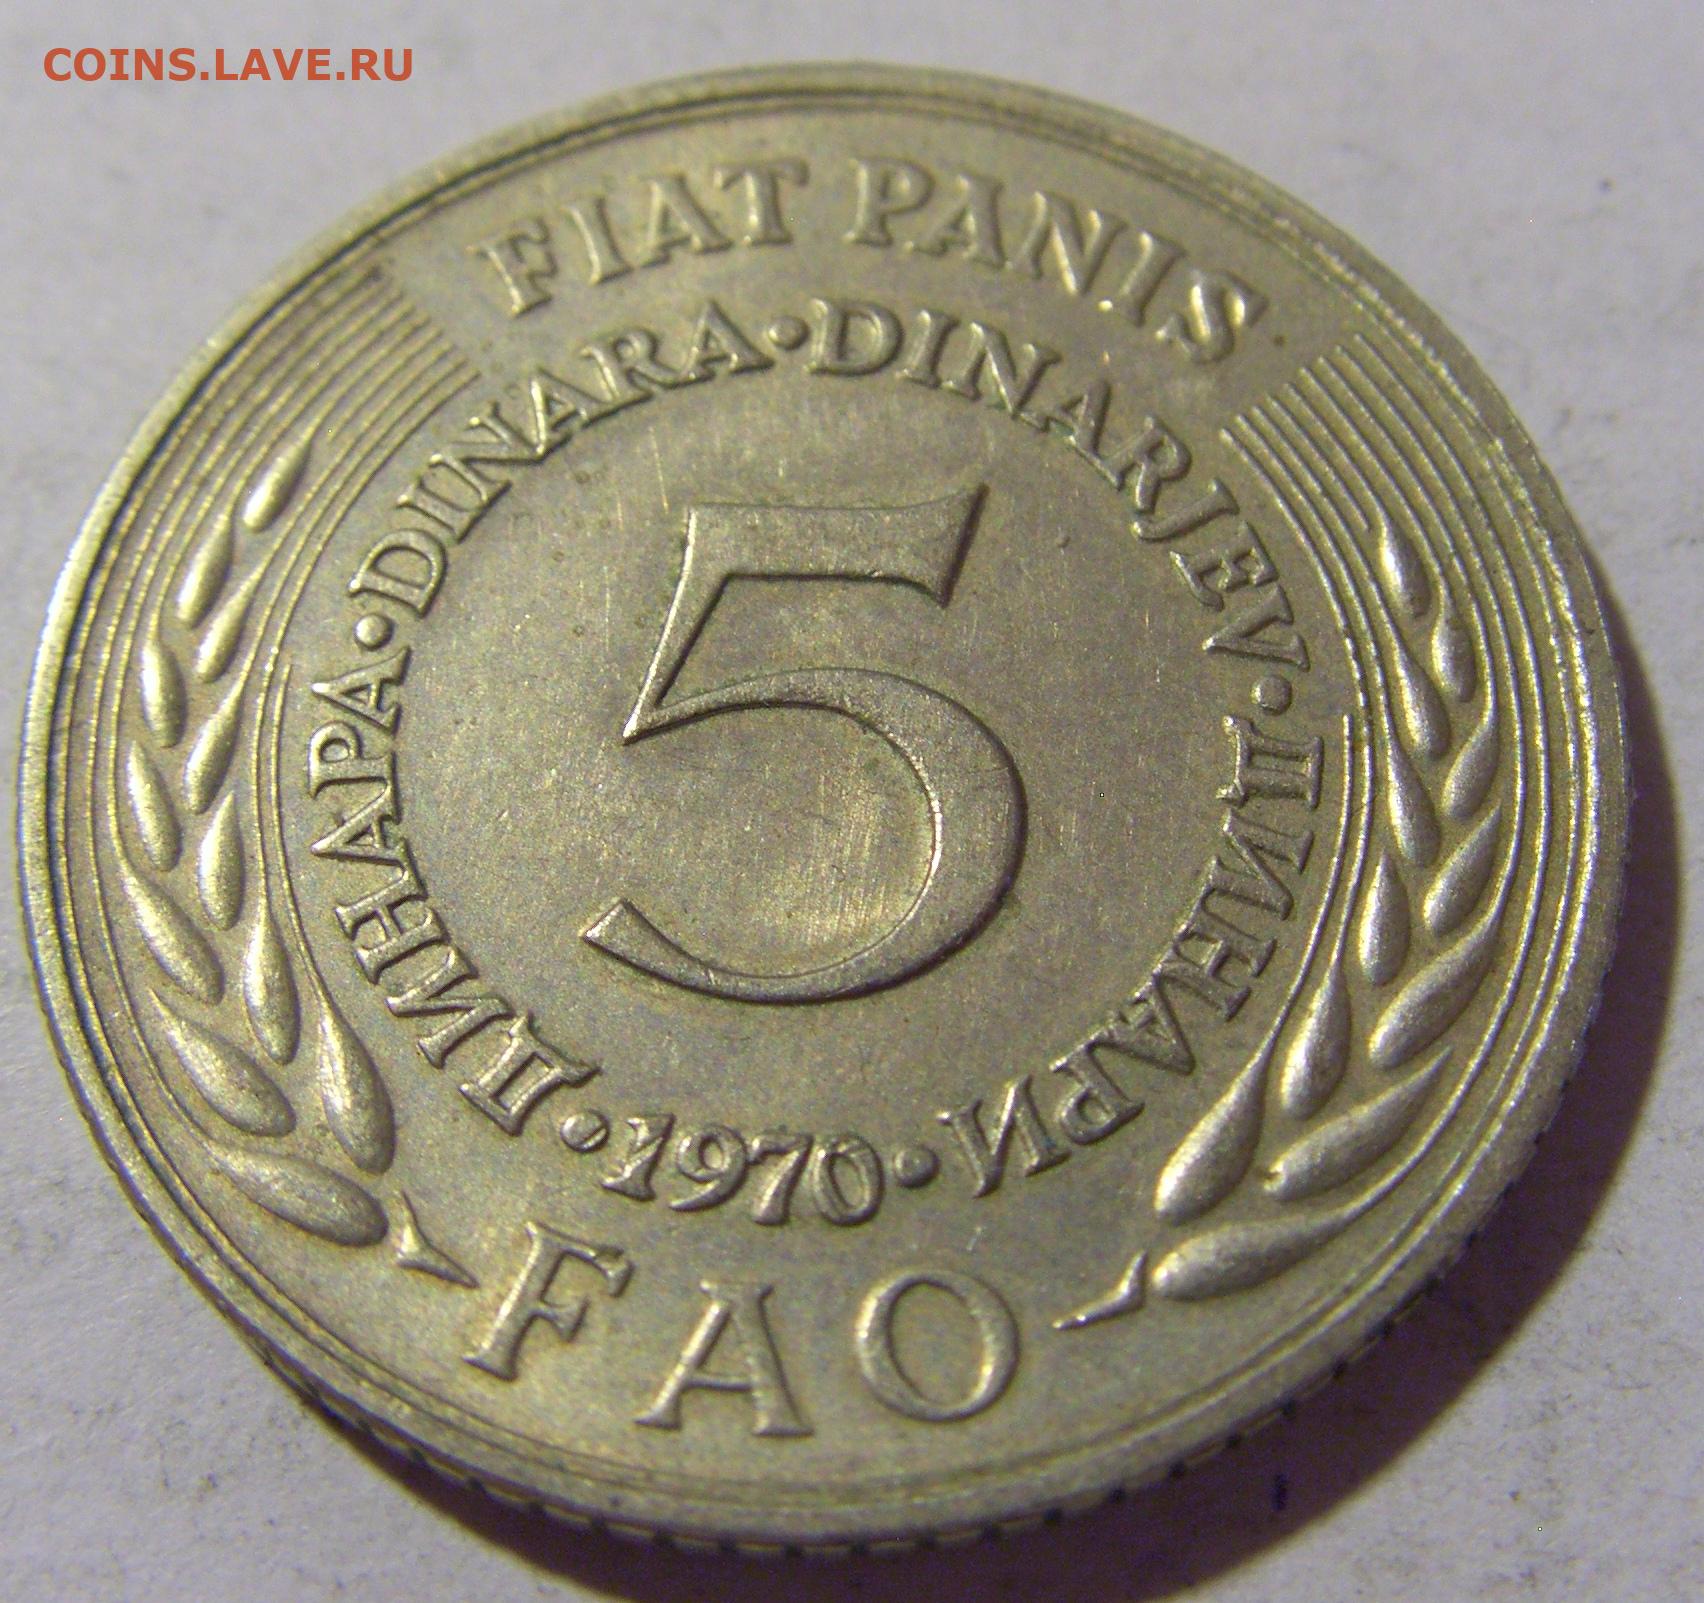 COINS.LAVE.RU
FIAT PANIS
ДИНАРА·DINARA·DINARJEV·ДИНАРИ·1970·
5
FAO